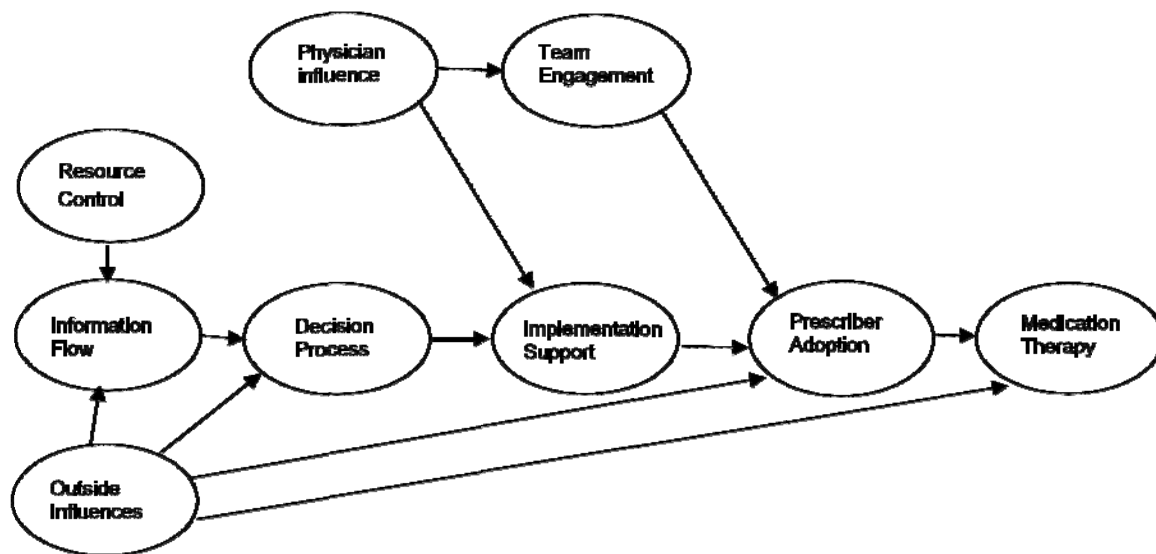 Physician
influence
Team
Engagement
Resource
Control
Information
Flow
Decision
Process
Implementation
Support
Prescriber
Adoption
Medication
Therapy
Outside
Influences